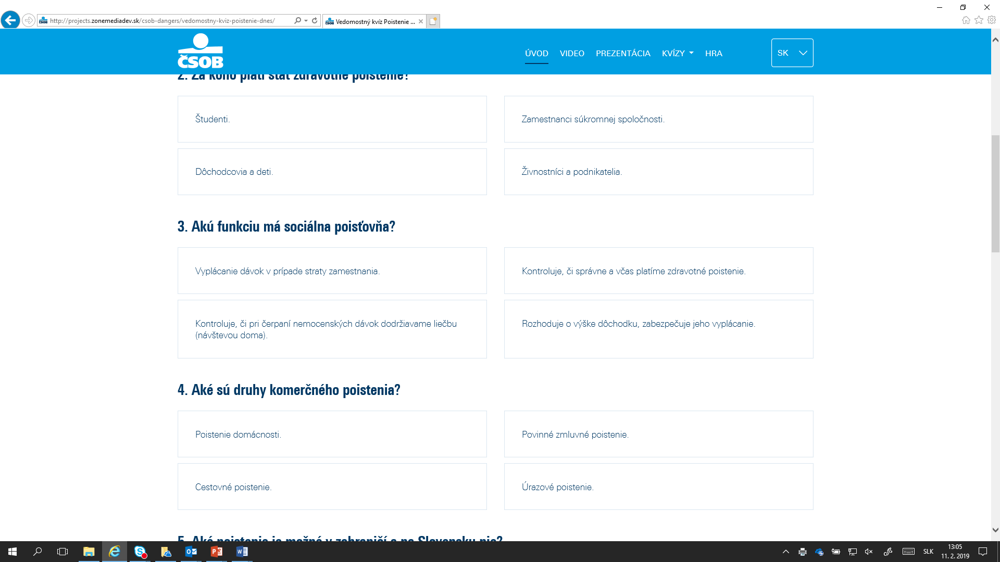 http://projects.zonemediadev.sk/csob-dangers/vedomostny-kviz-poistenie-dnes/
Vedomostný kvíz Poistenie ...
ČSOB
ÚVOD
VIDEO
PREZENTÁCIA
KVÍZY
HRA
SK
2. Za koho platí štát zdravotné poistenie?
Študenti.
Zamestnanci súkromnej spoločnosti.
Dôchodcovia a deti.
Živnostníci a podnikatelia.
3. Akú funkciu má sociálna poisťovňa?
Vyplácanie dávok v prípade straty zamestnania.
Kontroluje, či správne a včas platíme zdravotné poistenie.
Kontroluje, či pri čerpaní nemocenských dávok dodržiavame liečbu
(návštevou doma).
Rozhoduje o výške dôchodku, zabezpečuje jeho vyplácanie.
4. Aké sú druhy komerčného poistenia?
Poistenie domácnosti.
Povinné zmluvné poistenie.
Cestovné poistenie.
Úrazové poistenie.
5. Aké poistenie je možné v zahraničí a na Slovensku nie?
SLK
13:05
11. 2. 2019